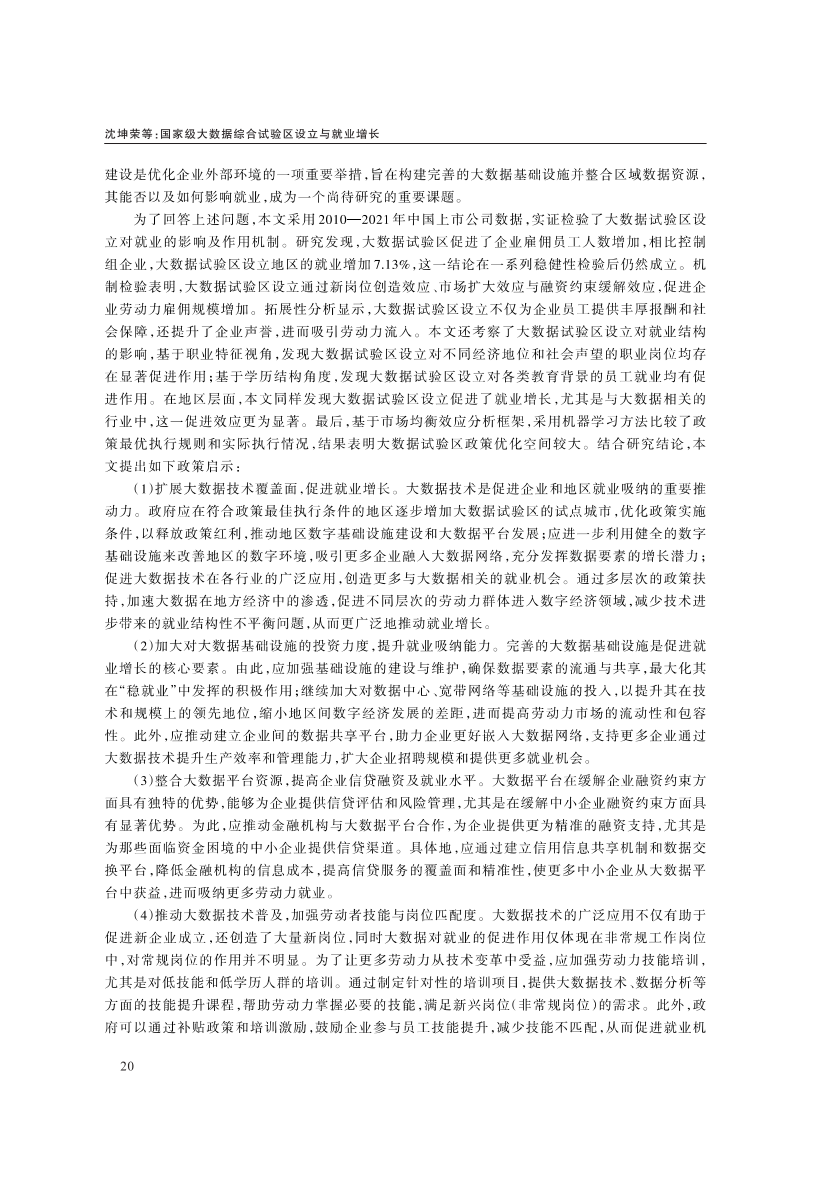 沈坤荣等:国家级大数据综合试验区设立与就业增长
建设是优化企业外部环境的一项重要举措,旨在构建完善的大数据基础设施并整合区域数据资源,
其能否以及如何影响就业,成为一个尚待研究的重要课题。
为了回答上述问题,本文采用2010—2021年中国上市公司数据,实证检验了大数据试验区设
立对就业的影响及作用机制。研究发现,大数据试验区促进了企业雇佣员工人数增加,相比控制
组企业,大数据试验区设立地区的就业增加7.13%,这一结论在一系列稳健性检验后仍然成立。机
制检验表明,大数据试验区设立通过新岗位创造效应、市场扩大效应与融资约束缓解效应,促进企
业劳动力雇佣规模增加。拓展性分析显示,大数据试验区设立不仅为企业员工提供丰厚报酬和社
会保障,还提升了企业声誉,进而吸引劳动力流入。本文还考察了大数据试验区设立对就业结构
的影响,基于职业特征视角,发现大数据试验区设立对不同经济地位和社会声望的职业岗位均存
在显著促进作用;基于学历结构角度,发现大数据试验区设立对各类教育背景的员工就业均有促
进作用。在地区层面,本文同样发现大数据试验区设立促进了就业增长,尤其是与大数据相关的
行业中,这一促进效应更为显著。最后,基于市场均衡效应分析框架,采用机器学习方法比较了政
策最优执行规则和实际执行情况,结果表明大数据试验区政策优化空间较大。结合研究结论,本
文提出如下政策启示:
(1)扩展大数据技术覆盖面,促进就业增长。大数据技术是促进企业和地区就业吸纳的重要推
动力。政府应在符合政策最佳执行条件的地区逐步增加大数据试验区的试点城市,优化政策实施
条件,以释放政策红利,推动地区数字基础设施建设和大数据平台发展;应进一步利用健全的数字
基础设施来改善地区的数字环境,吸引更多企业融入大数据网络,充分发挥数据要素的增长潜力;
促进大数据技术在各行业的广泛应用,创造更多与大数据相关的就业机会。通过多层次的政策扶
持,加速大数据在地方经济中的渗透,促进不同层次的劳动力群体进入数字经济领域,减少技术进
步带来的就业结构性不平衡问题,从而更广泛地推动就业增长。
(2)加大对大数据基础设施的投资力度,提升就业吸纳能力。完善的大数据基础设施是促进就
业增长的核心要素。由此,应加强基础设施的建设与维护,确保数据要素的流通与共享,最大化其
在“稳就业”中发挥的积极作用;继续加大对数据中心、宽带网络等基础设施的投入,以提升其在技
术和规模上的领先地位,缩小地区间数字经济发展的差距,进而提高劳动力市场的流动性和包容
性。此外,应推动建立企业间的数据共享平台,助力企业更好嵌入大数据网络,支持更多企业通过
大数据技术提升生产效率和管理能力,扩大企业招聘规模和提供更多就业机会。
(3)整合大数据平台资源,提高企业信贷融资及就业水平。大数据平台在缓解企业融资约束方
面具有独特的优势,能够为企业提供信贷评估和风险管理,尤其是在缓解中小企业融资约束方面具
有显著优势。为此,应推动金融机构与大数据平台合作,为企业提供更为精准的融资支持,尤其是
为那些面临资金困境的中小企业提供信贷渠道。具体地,应通过建立信用信息共享机制和数据交
换平台,降低金融机构的信息成本,提高信贷服务的覆盖面和精准性,使更多中小企业从大数据平
台中获益,进而吸纳更多劳动力就业。
(4)推动大数据技术普及,加强劳动者技能与岗位匹配度。大数据技术的广泛应用不仅有助于
促进新企业成立,还创造了大量新岗位,同时大数据对就业的促进作用仅体现在非常规工作岗位
中,对常规岗位的作用并不明显。为了让更多劳动力从技术变革中受益,应加强劳动力技能培训,
尤其是对低技能和低学历人群的培训。通过制定针对性的培训项目,提供大数据技术、数据分析等
方面的技能提升课程,帮助劳动力掌握必要的技能,满足新兴岗位(非常规岗位)的需求。此外,政
府可以通过补贴政策和培训激励,鼓励企业参与员工技能提升,减少技能不匹配,从而促进就业机
20